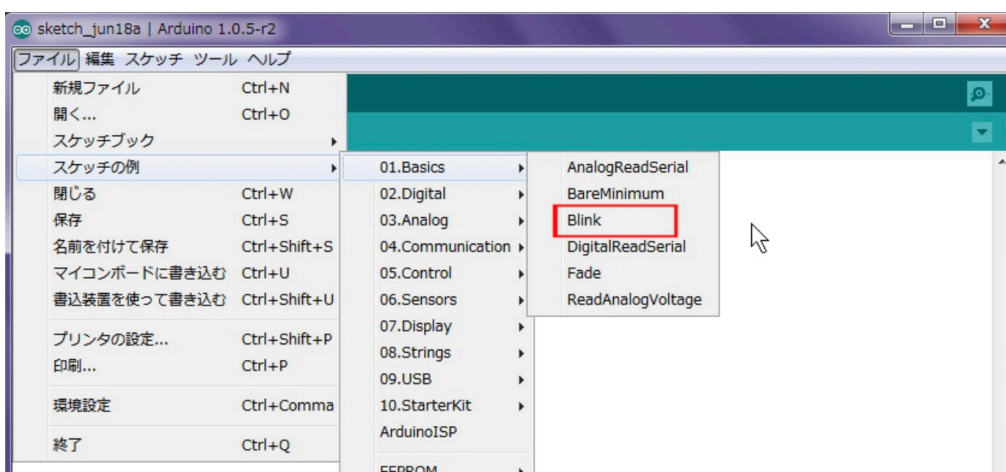 sketch_jun18a | Arduino 1.0.5-r2
ファイル 編集 スケッチ ツール ヘルプ
新規ファイル Ctrl+N
開く... Ctrl+O
スケッチブック
スケッチの例
閉じる Ctrl+W
保存 Ctrl+S
名前を付けて保存 Ctrl+Shift+S
マイコンボードに書き込む Ctrl+U
書込装置を使って書き込む Ctrl+Shift+U
プリンタの設定... Ctrl+Shift+P
印刷... Ctrl+P
環境設定 Ctrl+Comma
終了 Ctrl+Q
01.Basics
02.Digital
03.Analog
04.Communication
05.Control
06.Sensors
07.Display
08.Strings
09.USB
10.StarterKit
ArduinoISP
EEPROM
AnalogReadSerial
BareMinimum
Blink
DigitalReadSerial
Fade
ReadAnalogVoltage